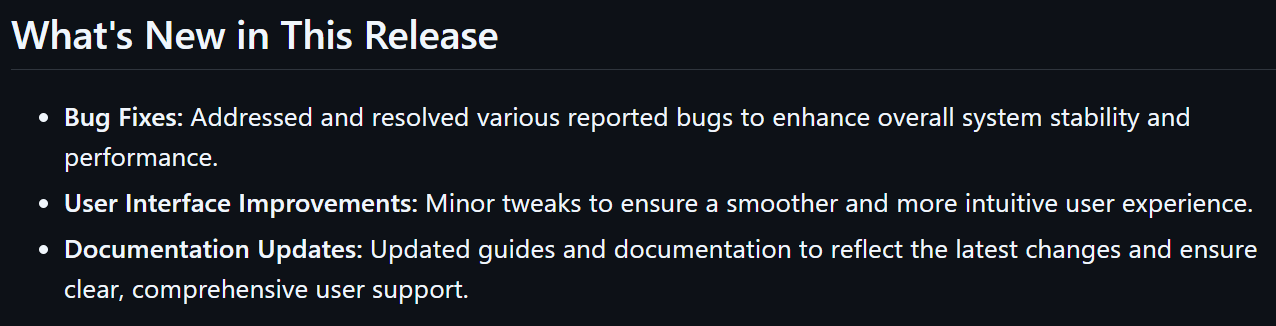 What's New in This Release
• Bug Fixes: Addressed and resolved various reported bugs to enhance overall system stability and
performance.
• User Interface Improvements: Minor tweaks to ensure a smoother and more intuitive user experience.
• Documentation Updates: Updated guides and documentation to reflect the latest changes and ensure
clear, comprehensive user support.